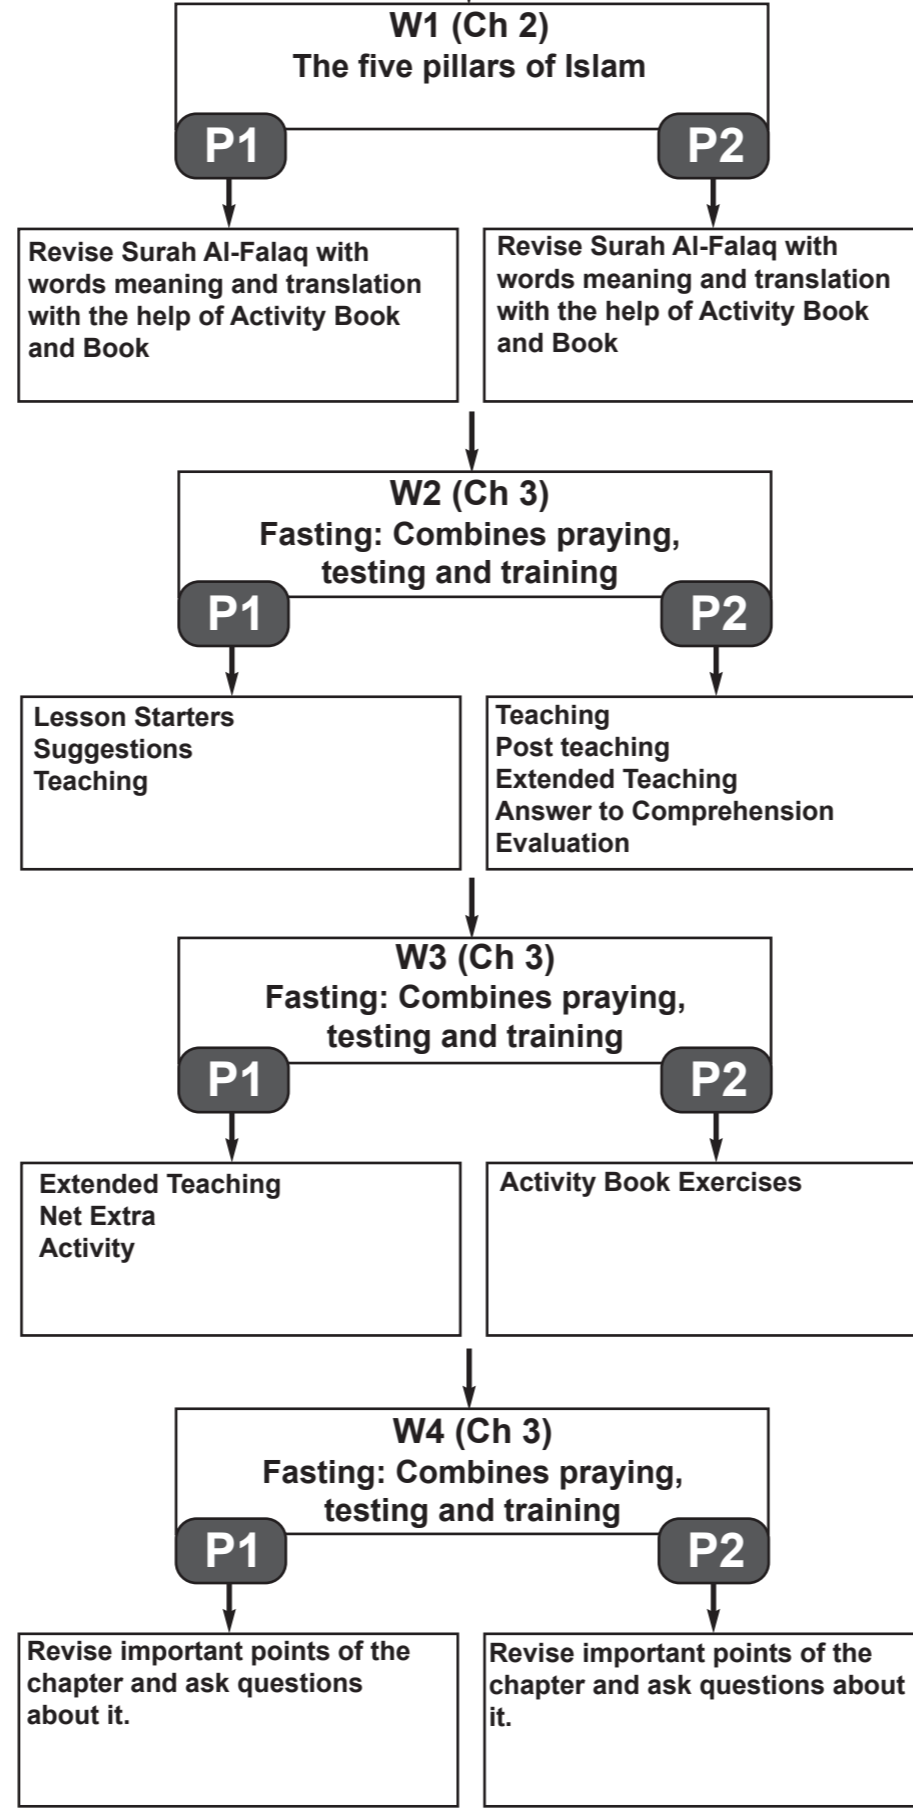 W1 (Ch 2)
The five pillars of Islam
P1
P2
Revise Surah Al-Falaq with
words meaning and translation
with the help of Activity Book
and Book
Revise Surah Al-Falaq with
words meaning and translation
with the help of Activity Book
and Book
W2 (Ch 3)
Fasting: Combines praying,
testing and training
P1
P2
Lesson Starters
Suggestions
Teaching
Teaching
Post teaching
Extended Teaching
Answer to Comprehension
Evaluation
W3 (Ch 3)
Fasting: Combines praying,
testing and training
P1
P2
Extended Teaching
Net Extra
Activity
Activity Book Exercises
W4 (Ch 3)
Fasting: Combines praying,
testing and training
P1
P2
Revise important points of the
chapter and ask questions
about it.
Revise important points of the
chapter and ask questions about
it.